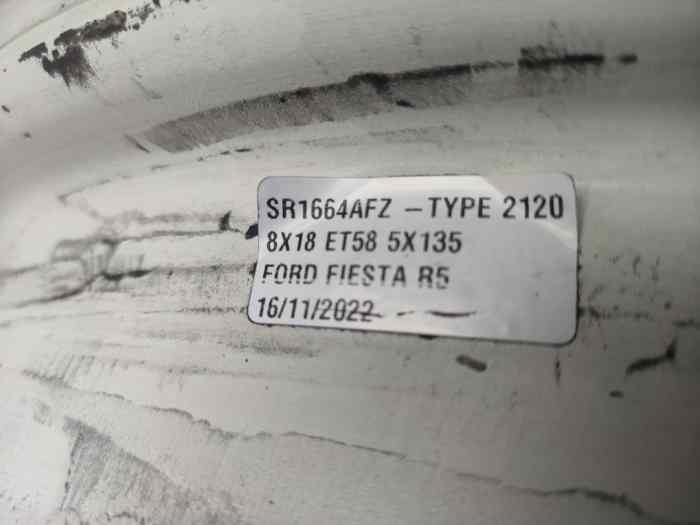 SR1664AFZ - TYPE 2120
8X18 ET58 5X135
FORD FIESTA R5
16/11/2022